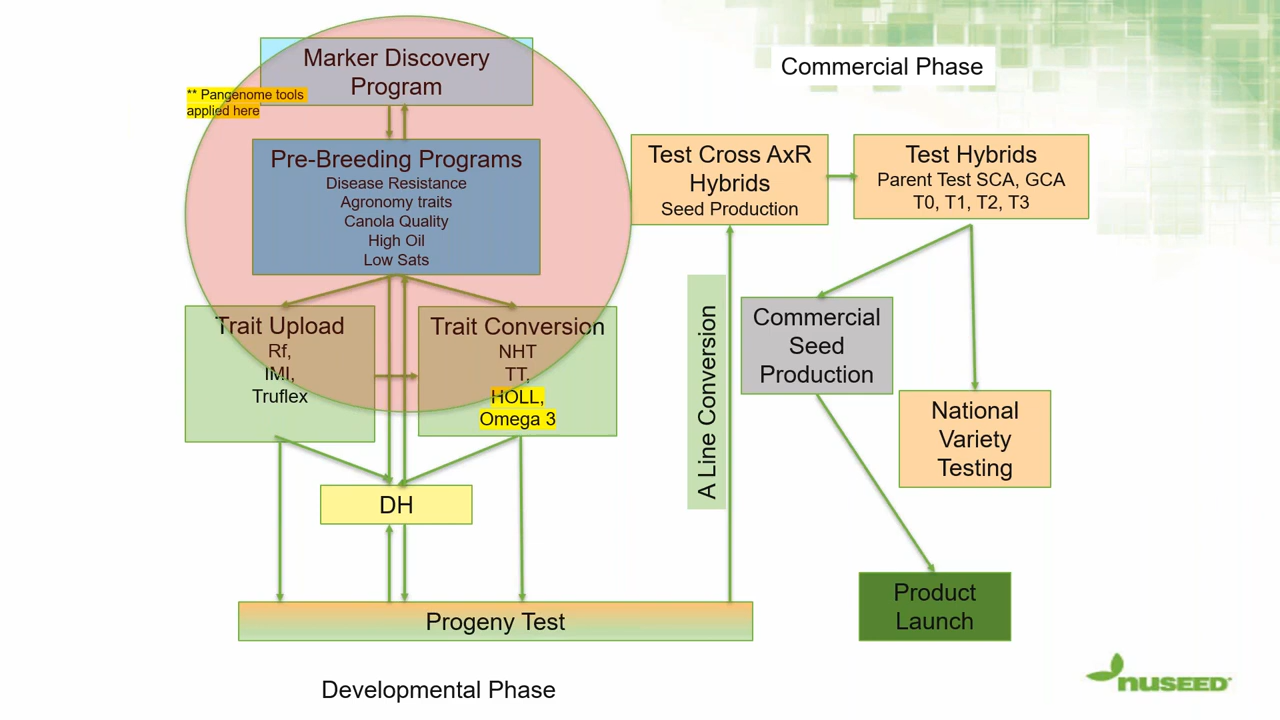 Marker Discovery
Program
** Pangenome tools
applied here
Pre-Breeding Programs
Disease Resistance
Agronomy traits
Canola Quality
High Oil
Low Sats
Trait Upload
Rf,
IMI,
Truflex
Trait Conversion
NHT
TT,
HOLL,
Omega 3
DH
Progeny Test
Developmental Phase
Commercial Phase
Test Cross AxR
Hybrids
Seed Production
Test Hybrids
Parent Test SCA, GCA
T0, T1, T2, T3
A Line Conversion
Commercial
Seed
Production
National
Variety
Testing
Product
Launch
nuseed